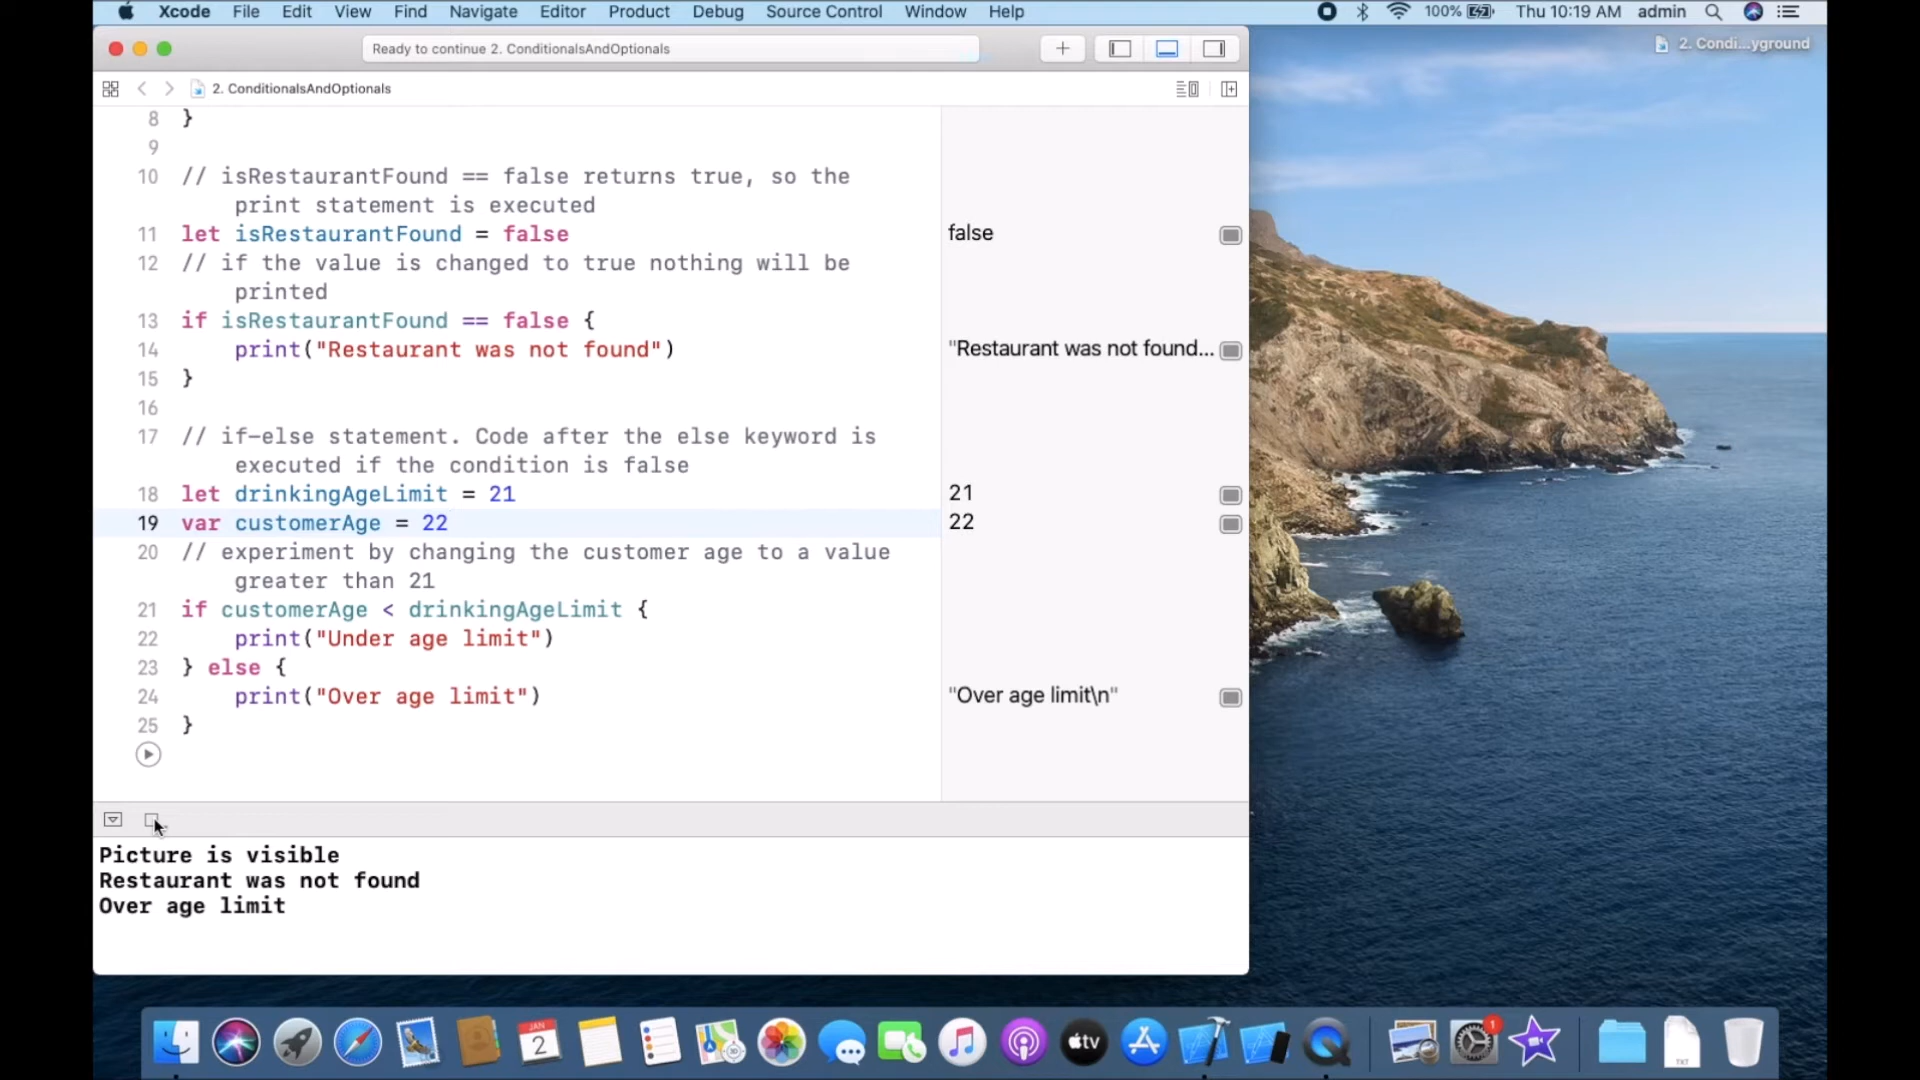 Xcode File Edit View Find Navigate Editor Product Debug Source Control Window Help 100% Thu 10:19 AM admin
2. Condi...yground
Ready to continue 2. ConditionalsAndOptionals
2. ConditionalsAndOptionals
8 }
9
10 // isRestaurantFound == false returns true, so the
print statement is executed
11 let isRestaurantFound = false false
12 // if the value is changed to true nothing will be
printed
13 if isRestaurantFound == false {
14 print("Restaurant was not found") "Restaurant was not found...
15 }
16
17 // if-else statement. Code after the else keyword is
executed if the condition is false
18 let drinkingAgeLimit = 21 21
19 var customerAge = 22 22
20 // experiment by changing the customer age to a value
greater than 21
21 if customerAge < drinkingAgeLimit {
22 print("Under age limit")
23 } else {
24 print("Over age limit") "Over age limit\n"
25 }
Picture is visible
Restaurant was not found
Over age limit
JAN
2
tv
1
TXT